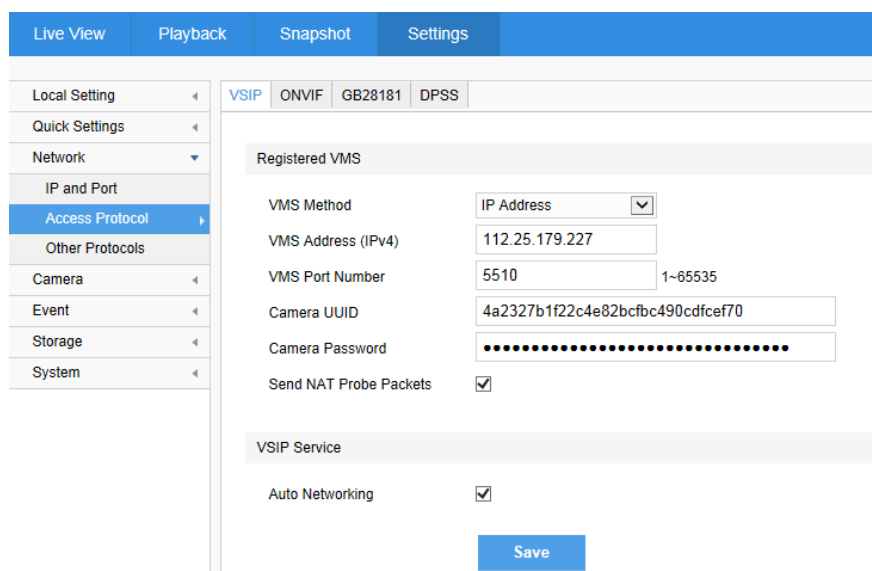 Live View Playback Snapshot Settings
Local Setting
Quick Settings
Network
IP and Port
Access Protocol
Other Protocols
Camera
Event
Storage
System
VSIP ONVIF GB28181 DPSS
Registered VMS
VMS Method IP Address
VMS Address (IPv4) 112.25.179.227
VMS Port Number 5510 1~65535
Camera UUID 4a2327b1f22c4e82bcfbc490cdfcef70
Camera Password ••••••••••••••••••••••••••••••••
Send NAT Probe Packets
VSIP Service
Auto Networking
Save